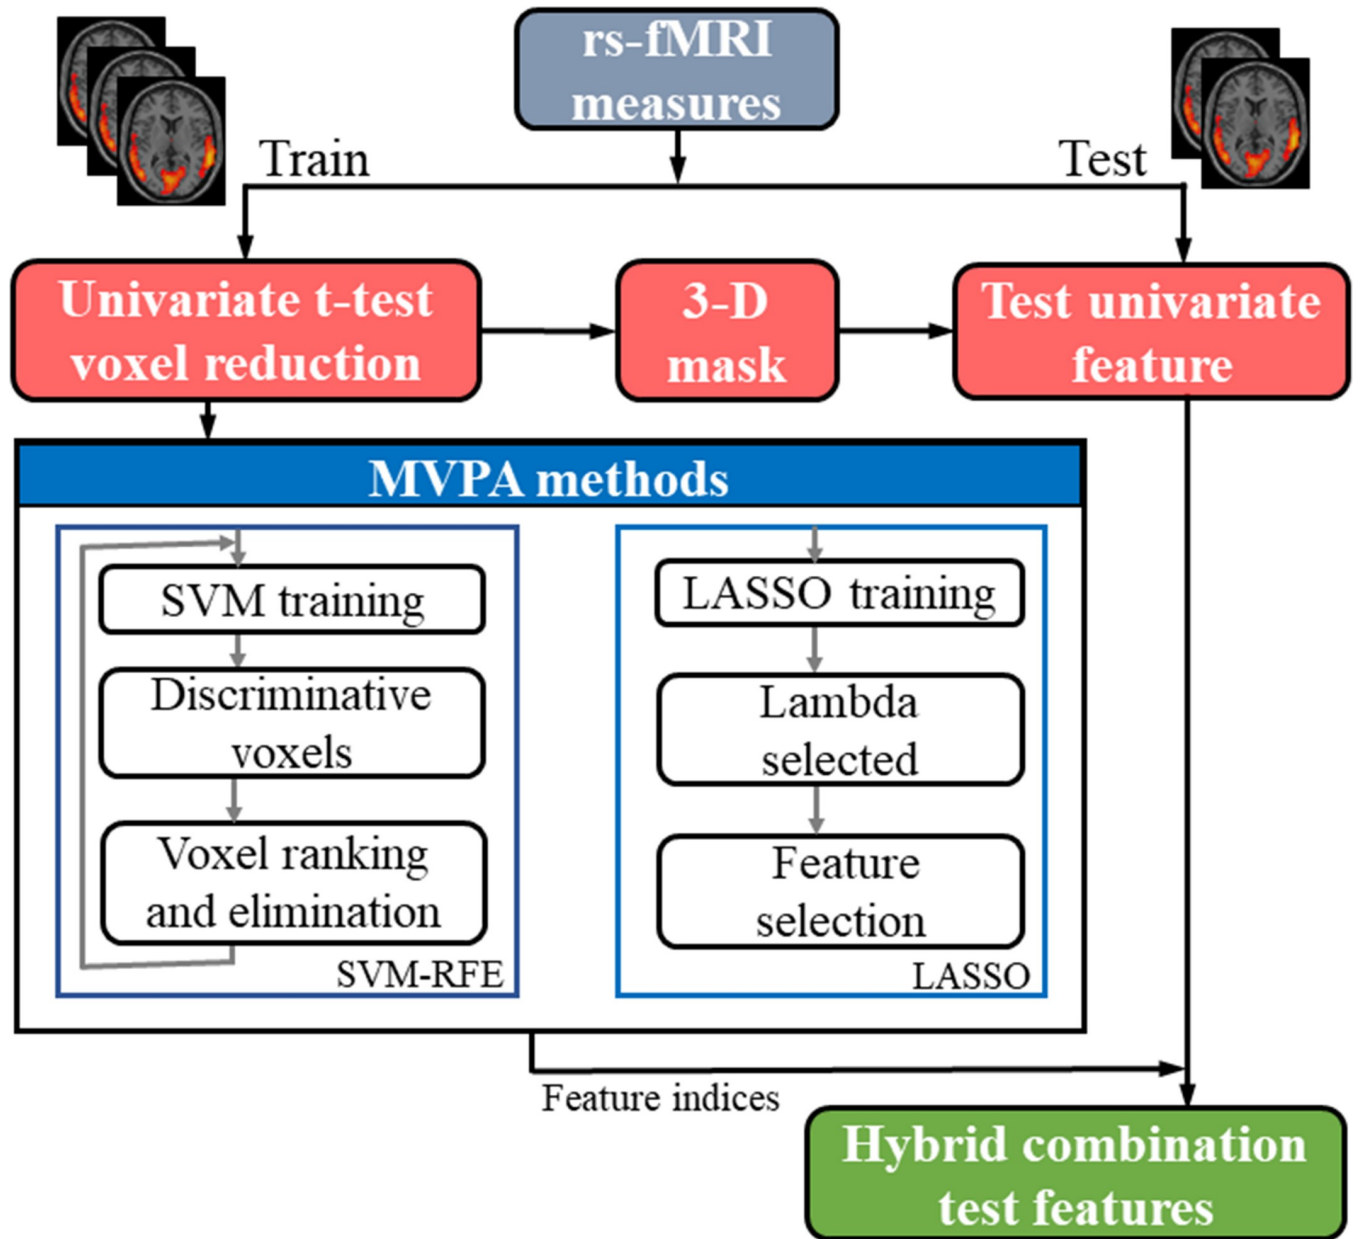 rs-fMRI
measures
Train
Test
Univariate t-test
voxel reduction
3-D
mask
Test univariate
feature
MVPA methods
SVM training
Discriminative
voxels
Voxel ranking
and elimination
SVM-RFE
LASSO training
Lambda
selected
Feature
selection
LASSO
Feature indices
Hybrid combination
test features